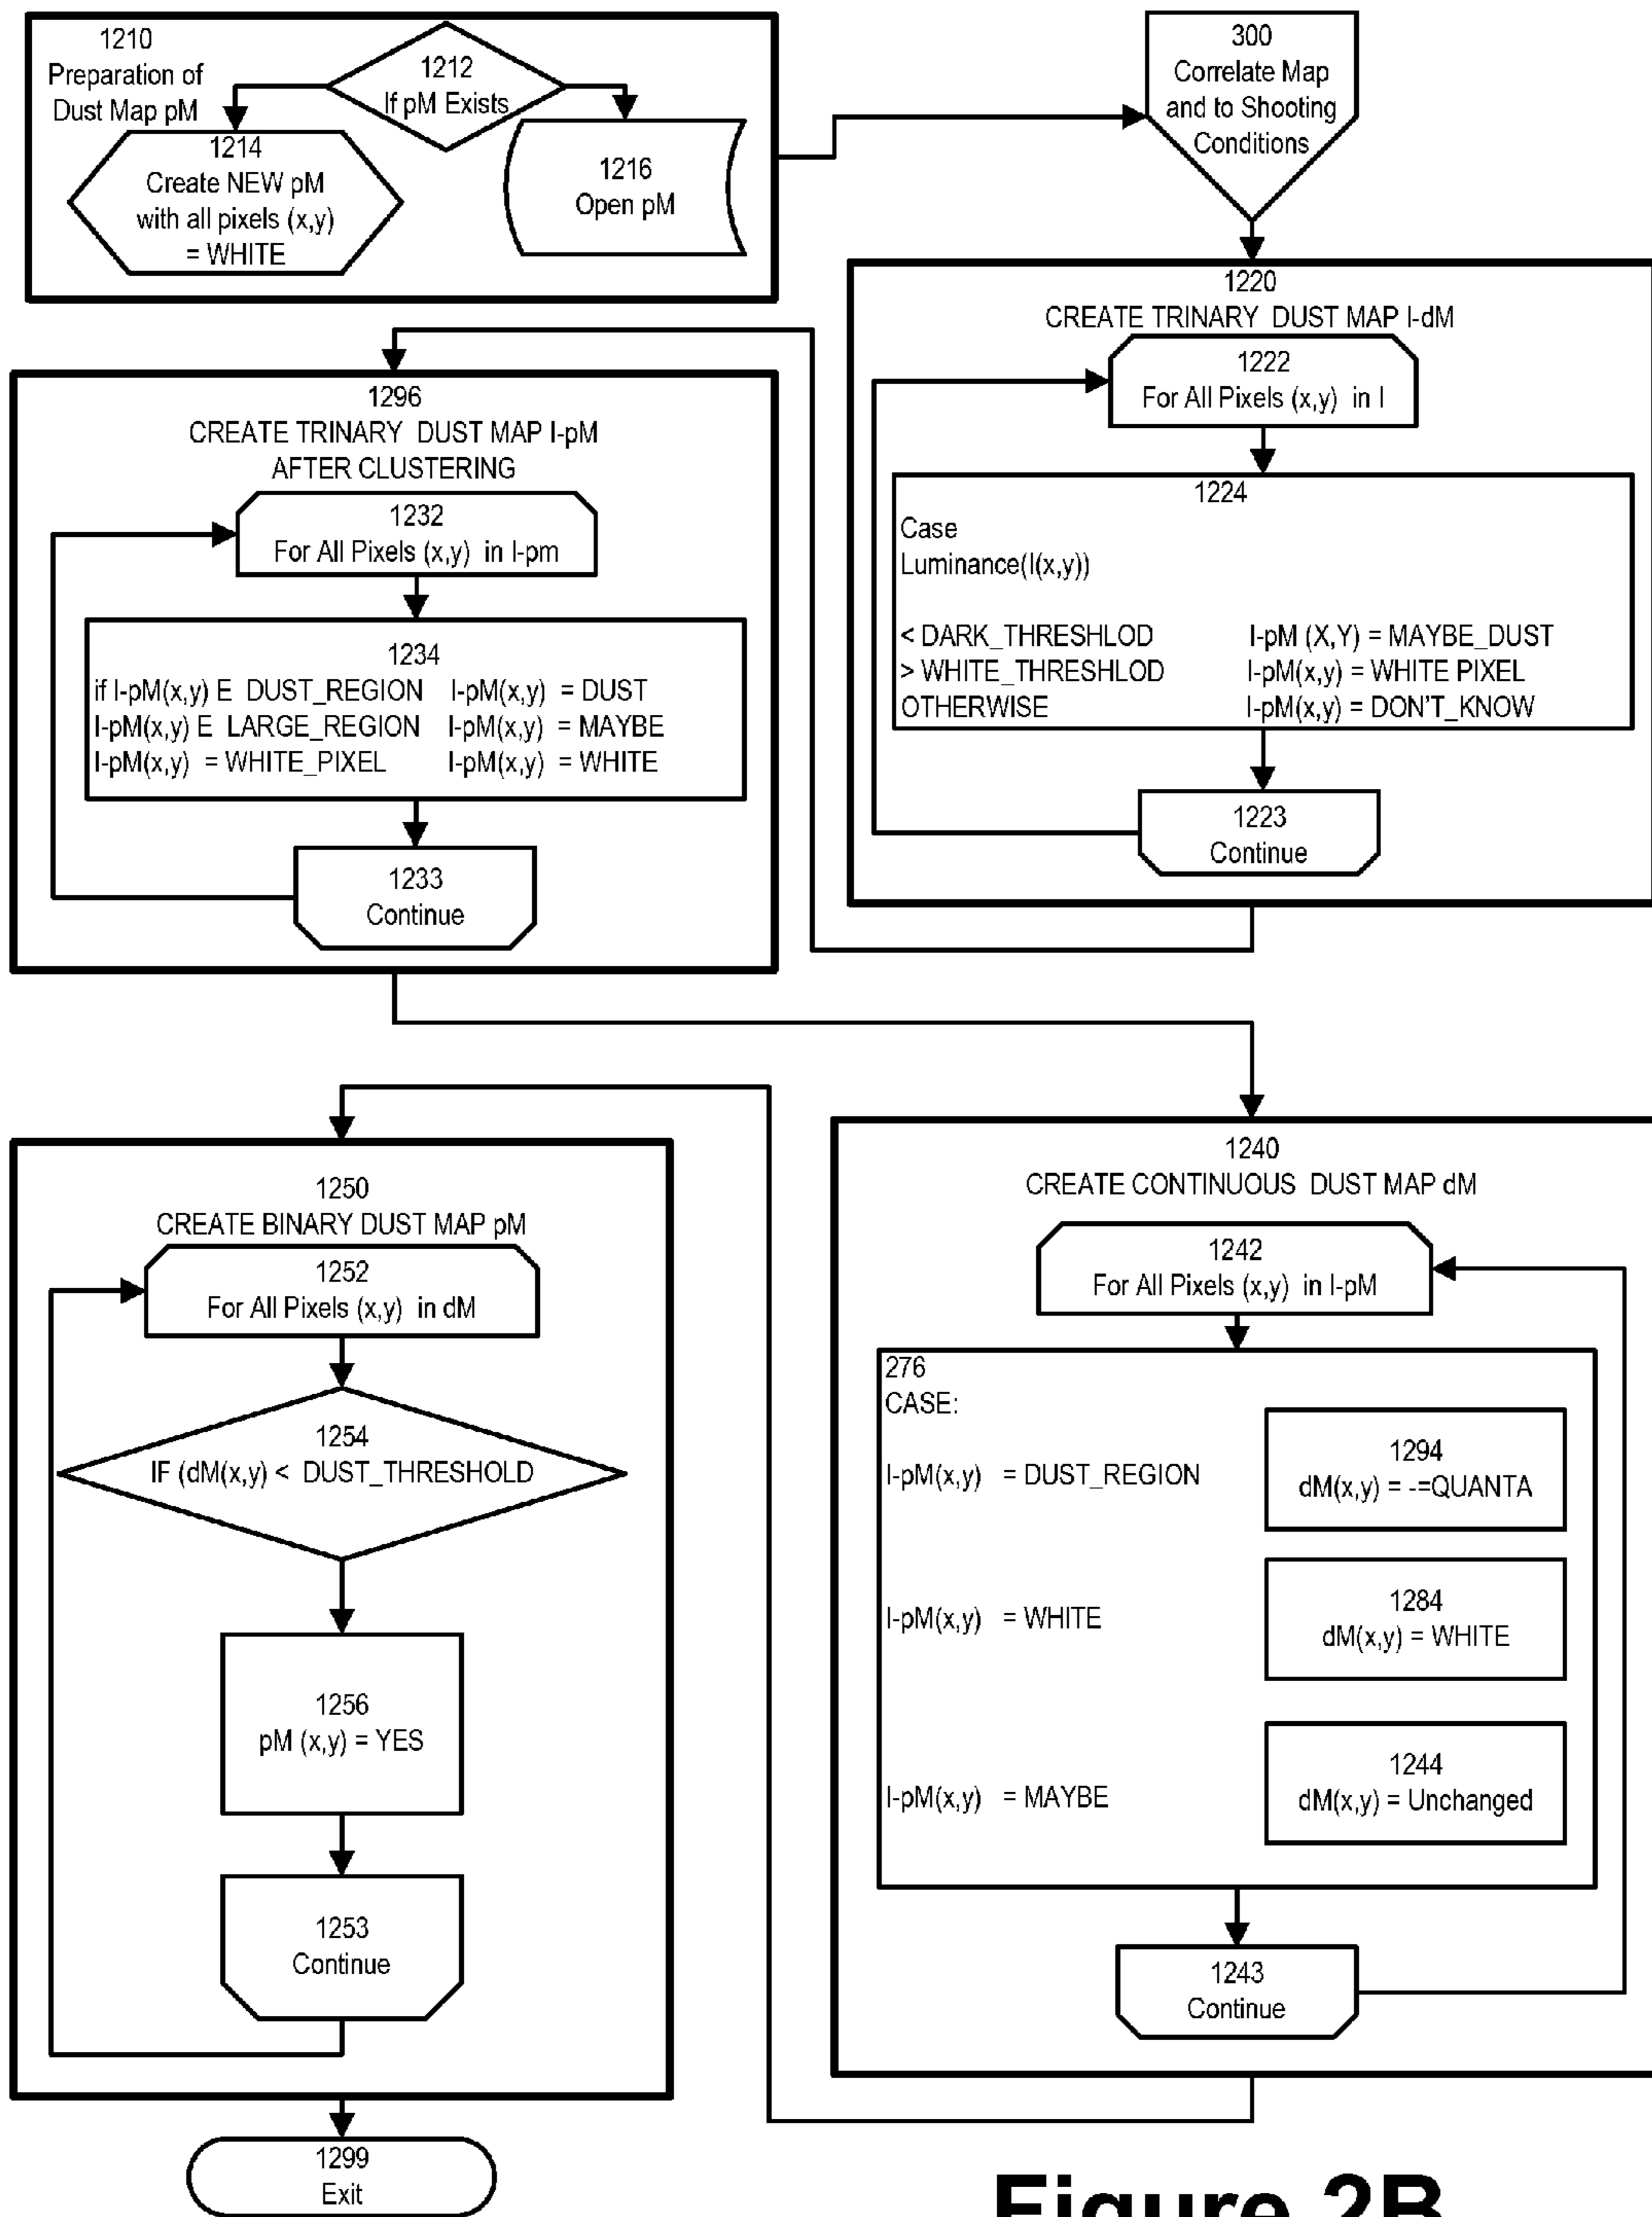 1210
Preparation of
Dust Map pM
1212
If pM Exists
1214
Create NEW pM
with all pixels (x,y)
= WHITE
1216
Open pM
300
Correlate Map
and to Shooting
Conditions
1220
CREATE TRINARY DUST MAP I-dM
1222
For All Pixels (x,y) in I
1224
Case
Luminance(I(x,y))
< DARK_THRESHLOD I-pM (X,Y) = MAYBE_DUST
> WHITE_THRESHLOD I-pM(x,y) = WHITE PIXEL
OTHERWISE I-pM(x,y) = DON'T_KNOW
1223
Continue
1296
CREATE TRINARY DUST MAP I-pM
AFTER CLUSTERING
1232
For All Pixels (x,y) in I-pm
1234
if I-pM(x,y) E DUST_REGION I-pM(x,y) = DUST
I-pM(x,y) E LARGE_REGION I-pM(x,y) = MAYBE
I-pM(x,y) = WHITE_PIXEL I-pM(x,y) = WHITE
1233
Continue
1240
CREATE CONTINUOUS DUST MAP dM
1242
For All Pixels (x,y) in I-pM
276
CASE:
I-pM(x,y) = DUST_REGION
1294
dM(x,y) = -=QUANTA
I-pM(x,y) = WHITE
1284
dM(x,y) = WHITE
I-pM(x,y) = MAYBE
1244
dM(x,y) = Unchanged
1243
Continue
1250
CREATE BINARY DUST MAP pM
1252
For All Pixels (x,y) in dM
1254
IF (dM(x,y) < DUST_THRESHOLD
1256
pM (x,y) = YES
1253
Continue
1299
Exit
Figure 2B